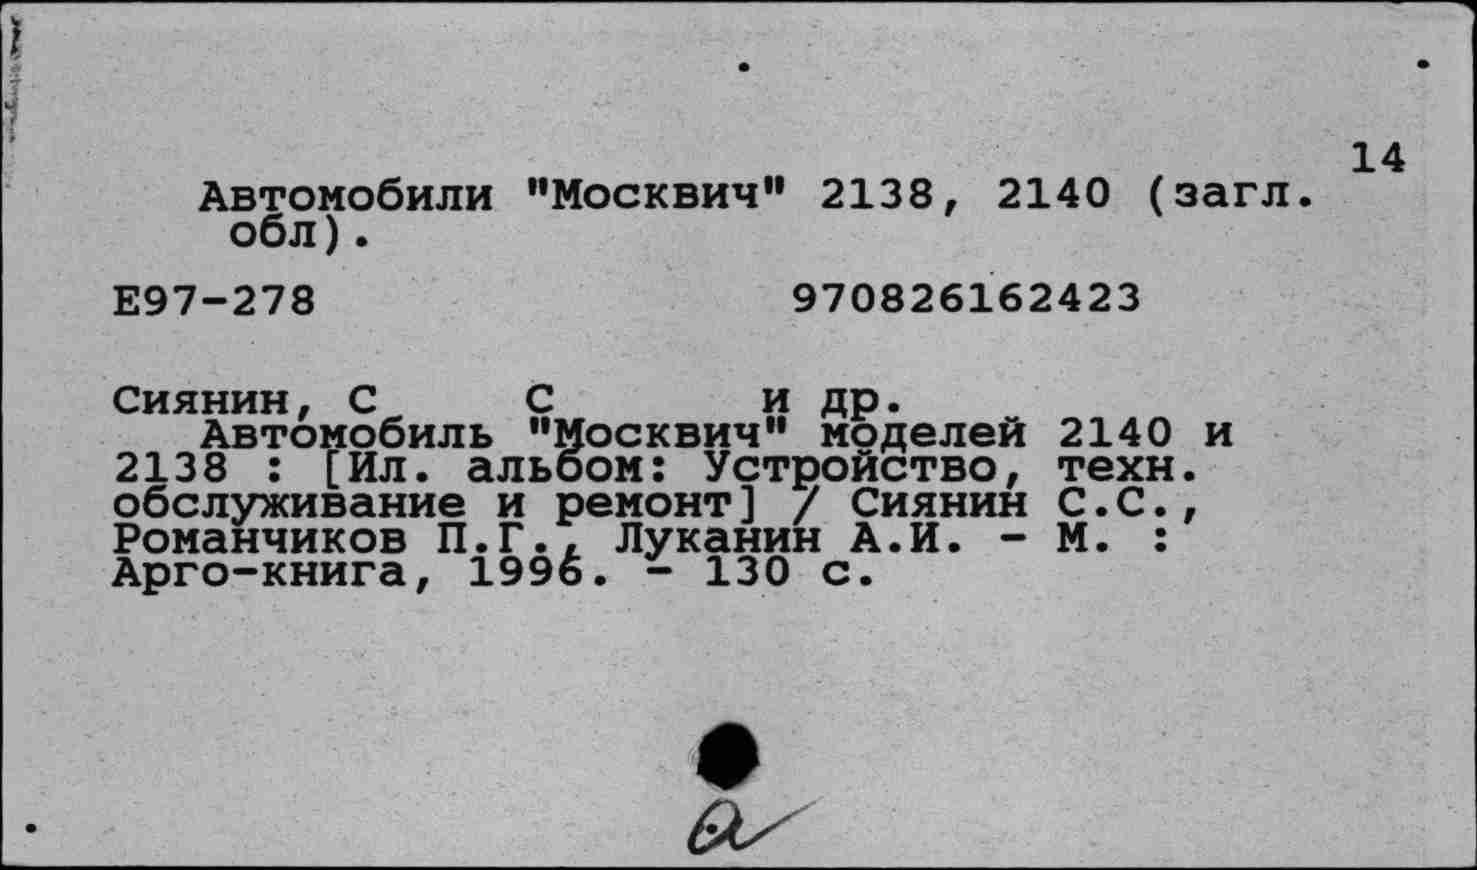 14
Автомобили "Москвич" 2138, 2140 (загл.
обл).
Е97-278 970826162423
Сиянин, С С и др.
Автомобиль "Москвич" моделей 2140 и
2138 : [Ил. альбом: Устройство, техн.
обслуживание и ремонт] / Сиянин С.С.,
Романчиков П.Г., Луканин А.И. - М. :
Арго-книга, 1996. - 130 с.